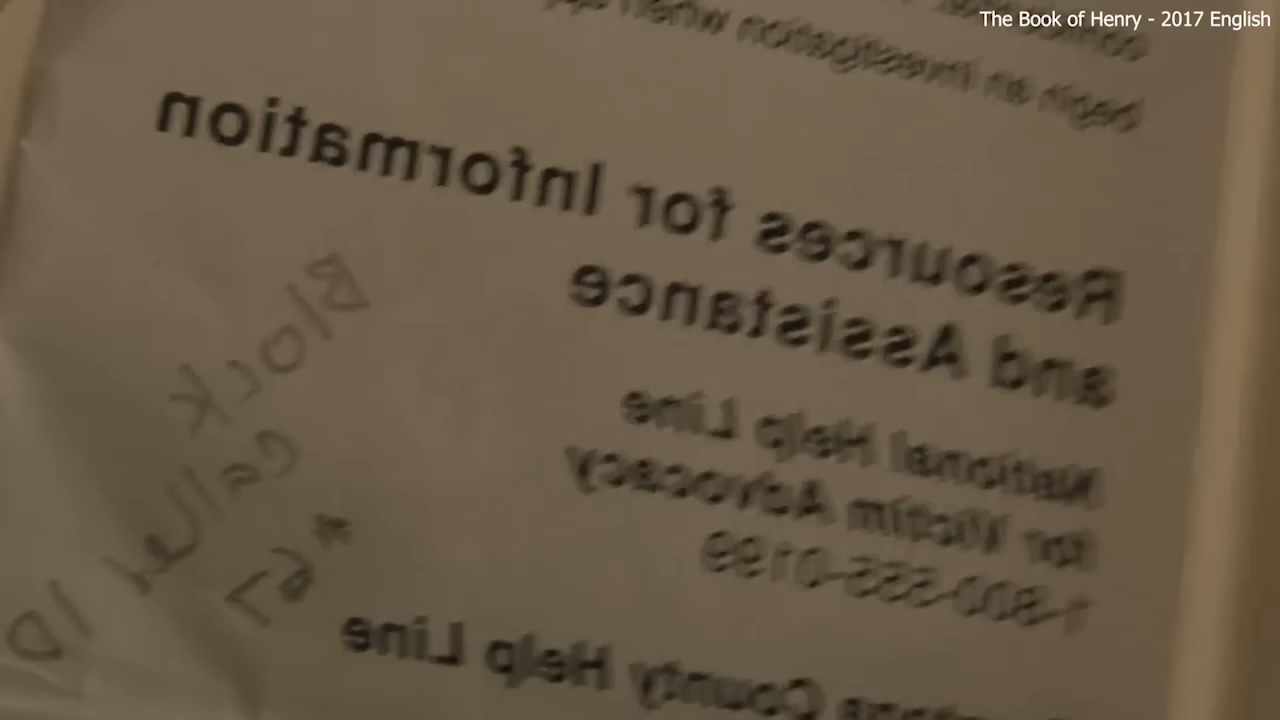 The Book of Henry - 2017 English
begin an investigation when
Resources for Information
and Assistance
National Help Line
for Victim Advocacy
1-800-555-0199
County Help Line
Block
caller
ID
*67